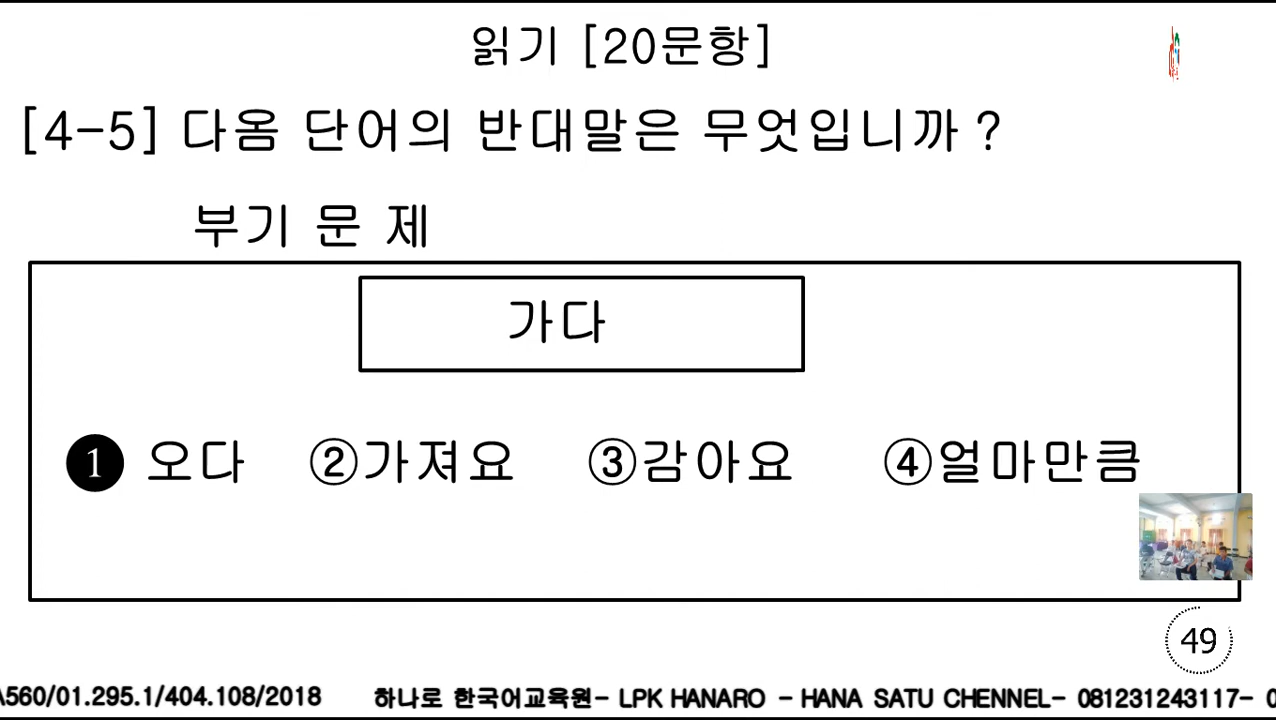 읽기 [20문항]
[4-5] 다옴 단어의 반대말은 무엇입니까 ?
부기 문 제
가다
❶ 오다 ②가져요 ③감아요 ④얼마만큼
49
A560/01.295.1/404.108/2018 하나로 한국어교육원- LPK HANARO - HANA SATU CHENNEL- 081231243117- 0